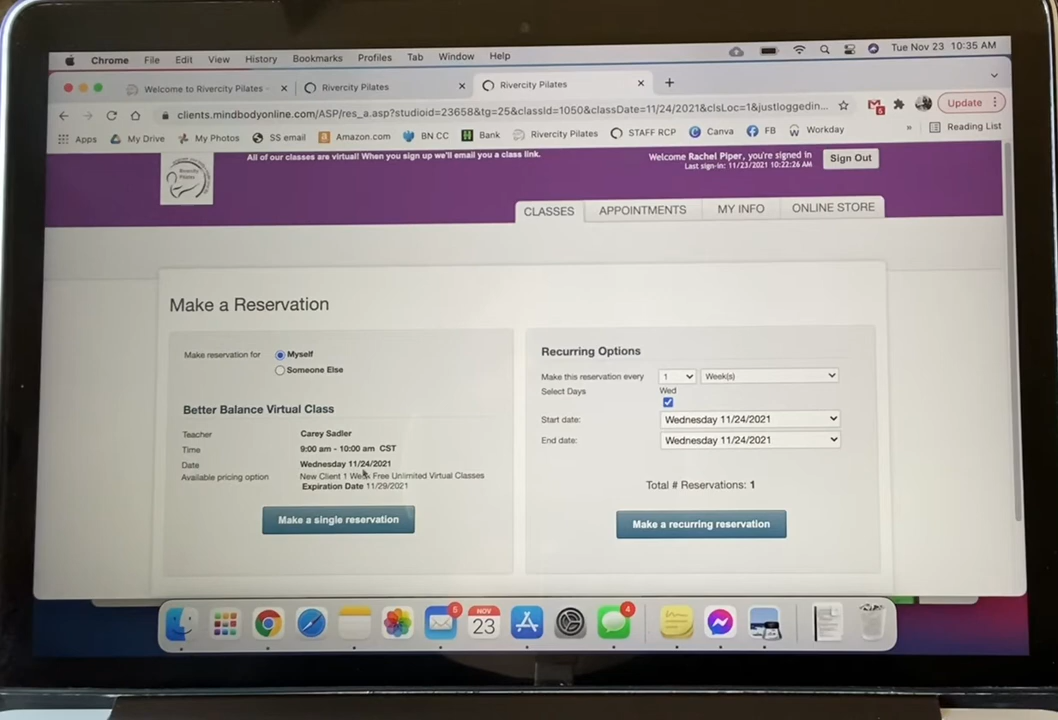 Chrome File Edit View History Bookmarks Profiles Tab Window Help Tue Nov 23 10:35 AM
Welcome to Rivercity Pilates - Rivercity Pilates Rivercity Pilates
clients.mindbodyonline.com/ASP/res_a.asp?studioid=23658&tg=25&classId=1050&classDate=11/24/2021&clsLoc=1&justloggedin... Update
Apps My Drive My Photos SS email Amazon.com BN CC Bank Rivercity Pilates STAFF RCP Canva FB Workday » Reading List
All of our classes are virtual! When you sign up we'll email you a class link.
Welcome Rachel Piper, you're signed in
Last sign-in: 11/23/2021 10:22:26 AM
Sign Out
Rivercity
Pilates
CLASSES APPOINTMENTS MY INFO ONLINE STORE
Make a Reservation
Make reservation for Myself
Someone Else
Better Balance Virtual Class
Teacher Carey Sadler
Time 9:00 am - 10:00 am CST
Date Wednesday 11/24/2021
Available pricing option New Client 1 Week Free Unlimited Virtual Classes
Expiration Date 11/29/2021
Make a single reservation
Recurring Options
Make this reservation every 1 Week(s)
Select Days Wed
Start date: Wednesday 11/24/2021
End date: Wednesday 11/24/2021
Total # Reservations: 1
Make a recurring reservation
5
NOV
23
4